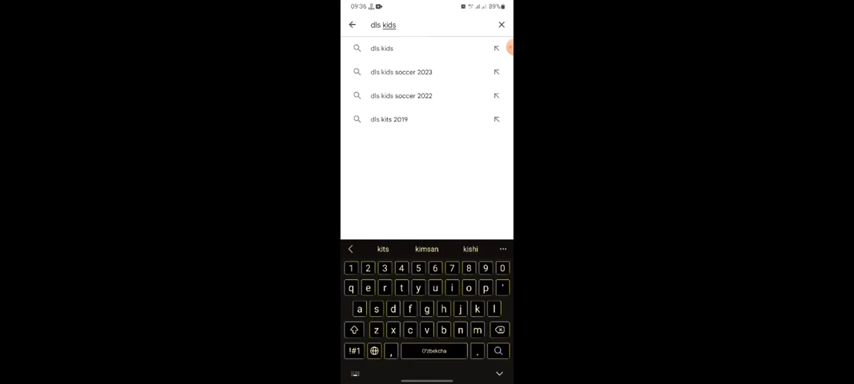 09:36 89%
dls kids
dls kids
dls kids soccer 2023
dls kids soccer 2022
dls kits 2019
kits kimsan kishi
1 2 3 4 5 6 7 8 9 0
q e r t y u i o p '
a s d f g h j k l
z x c v b n m
!#1 , O'zbekcha .